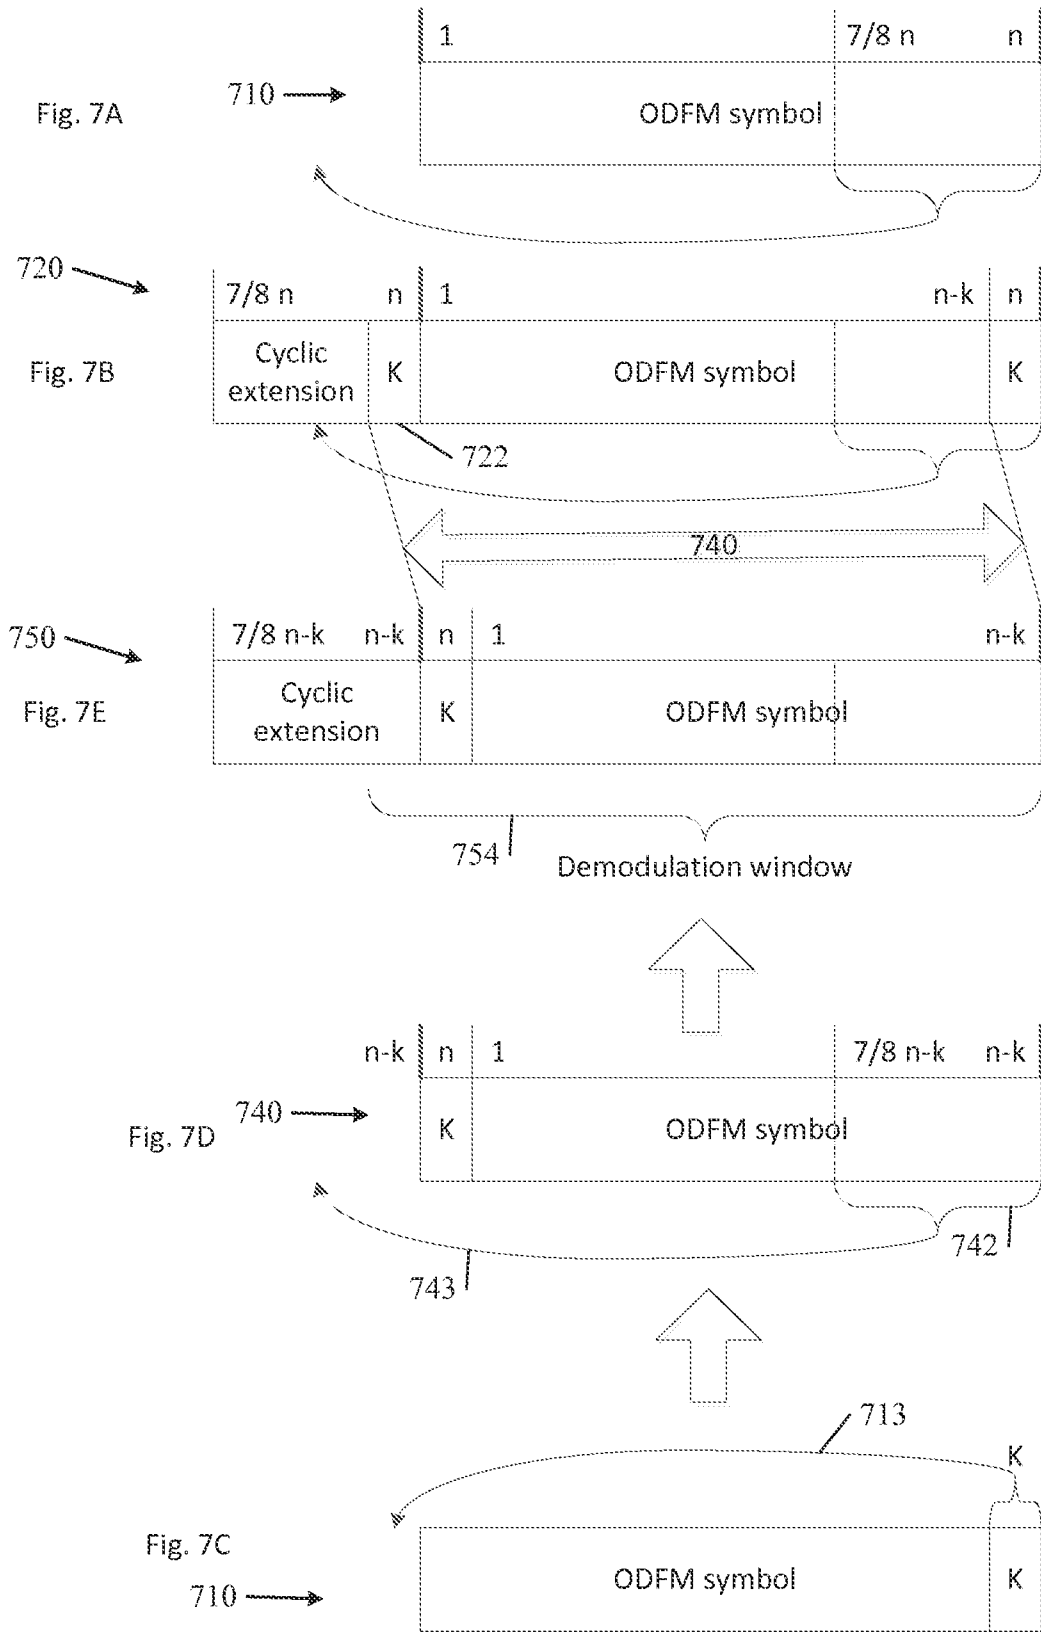 1 7/8 n n
710
Fig. 7A
ODFM symbol
720
7/8 n n 1 n-k n
Fig. 7B
Cyclic extension K ODFM symbol K
722
740
750
7/8 n-k n-k n 1 n-k
Fig. 7E
Cyclic extension K ODFM symbol
754
Demodulation window
n-k n 1 7/8 n-k n-k
740
Fig. 7D
K ODFM symbol
742
743
713
K
Fig. 7C
ODFM symbol K
710